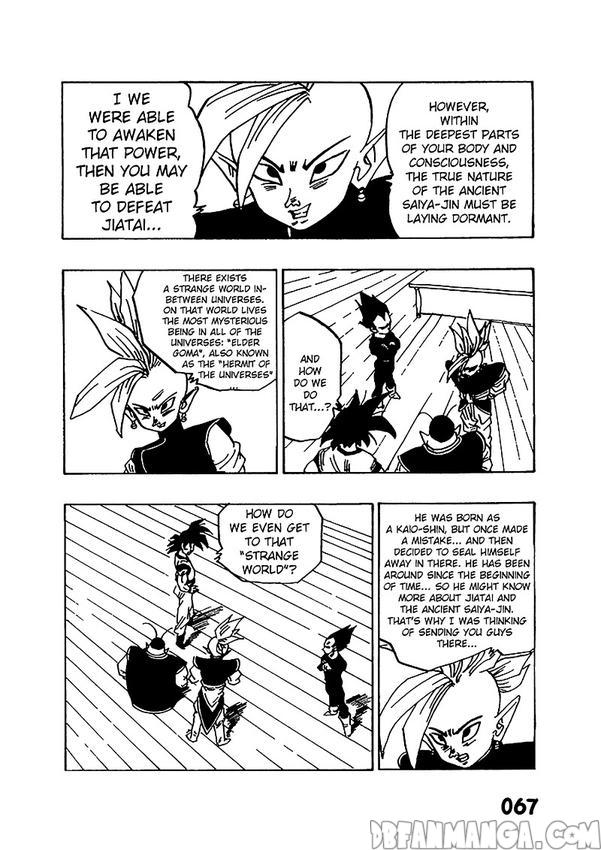 HOWEVER,
WITHIN
THE DEEPEST PARTS
OF YOUR BODY AND
CONSCIOUSNESS,
THE TRUE NATURE
OF THE ANCIENT
SAIYA-JIN MUST BE
LAYING DORMANT.
I WE
WERE ABLE
TO AWAKEN
THAT POWER,
THEN YOU MAY
BE ABLE
TO DEFEAT
JIATAI...
AND
HOW
DO WE
DO
THAT...?
THERE EXISTS
A STRANGE WORLD IN-
BETWEEN UNIVERSES.
ON THAT WORLD LIVES
THE MOST MYSTERIOUS
BEING IN ALL OF THE
UNIVERSES: "ELDER
GOMA", ALSO KNOWN
AS THE "HERMIT OF
THE UNIVERSES"
...
HE WAS BORN AS
A KAIO-SHIN, BUT ONCE MADE
A MISTAKE... AND THEN
DECIDED TO SEAL HIMSELF
AWAY IN THERE. HE HAS BEEN
AROUND SINCE THE BEGINNING
OF TIME... SO HE MIGHT KNOW
MORE ABOUT JIATAI AND
THE ANCIENT SAIYA-JIN.
THAT'S WHY I WAS THINKING
OF SENDING YOU GUYS
THERE...
HOW DO
WE EVEN GET
TO THAT
"STRANGE
WORLD"?
067
DBFANMANGA.COM